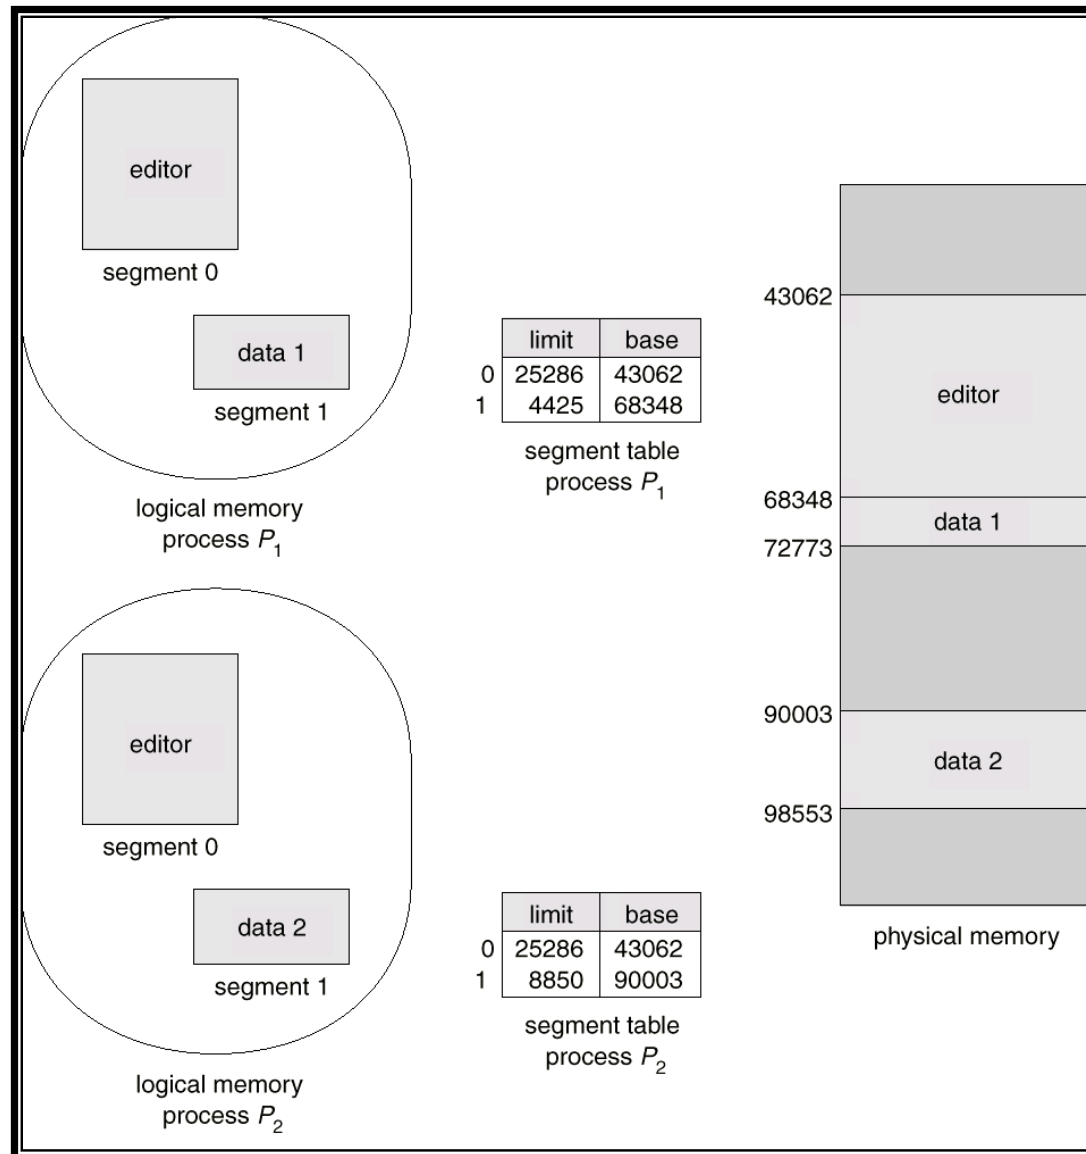 editor
segment 0
data 1
segment 1
logical memory
process P1
limit base
0 25286 43062
1 4425 68348
segment table
process P1
editor
segment 0
data 2
segment 1
logical memory
process P2
limit base
0 25286 43062
1 8850 90003
segment table
process P2
43062
editor
68348
data 1
72773
90003
data 2
98553
physical memory